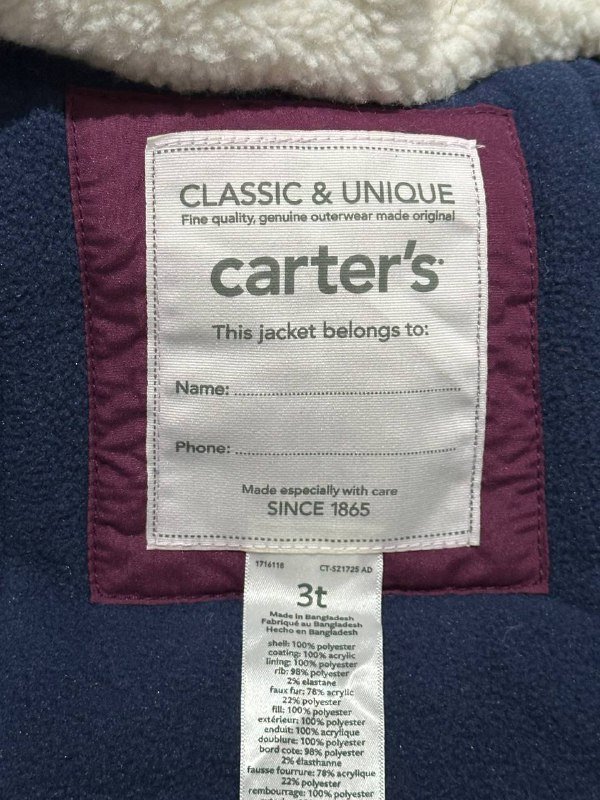 CLASSIC & UNIQUE
Fine quality, genuine outerwear made original
carter's
This jacket belongs to:
Name:
Phone:
Made especially with care
SINCE 1865
1716118 CT-521725 AD
3t
Made in Bangladesh
Fabriqué au Bangladesh
Hecho en Bangladesh
shell: 100% polyester
coating: 100% acrylic
lining: 100% polyester
rib: 98% polyester
2% elastane
faux fur: 78% acrylic
22% polyester
fill: 100% polyester
extérieur: 100% polyester
enduit: 100% acrylique
doublure: 100% polyester
bord cote: 98% polyester
2% élasthanne
fausse fourrure: 78% acrylique
22% polyester
rembourrage: 100% polyester